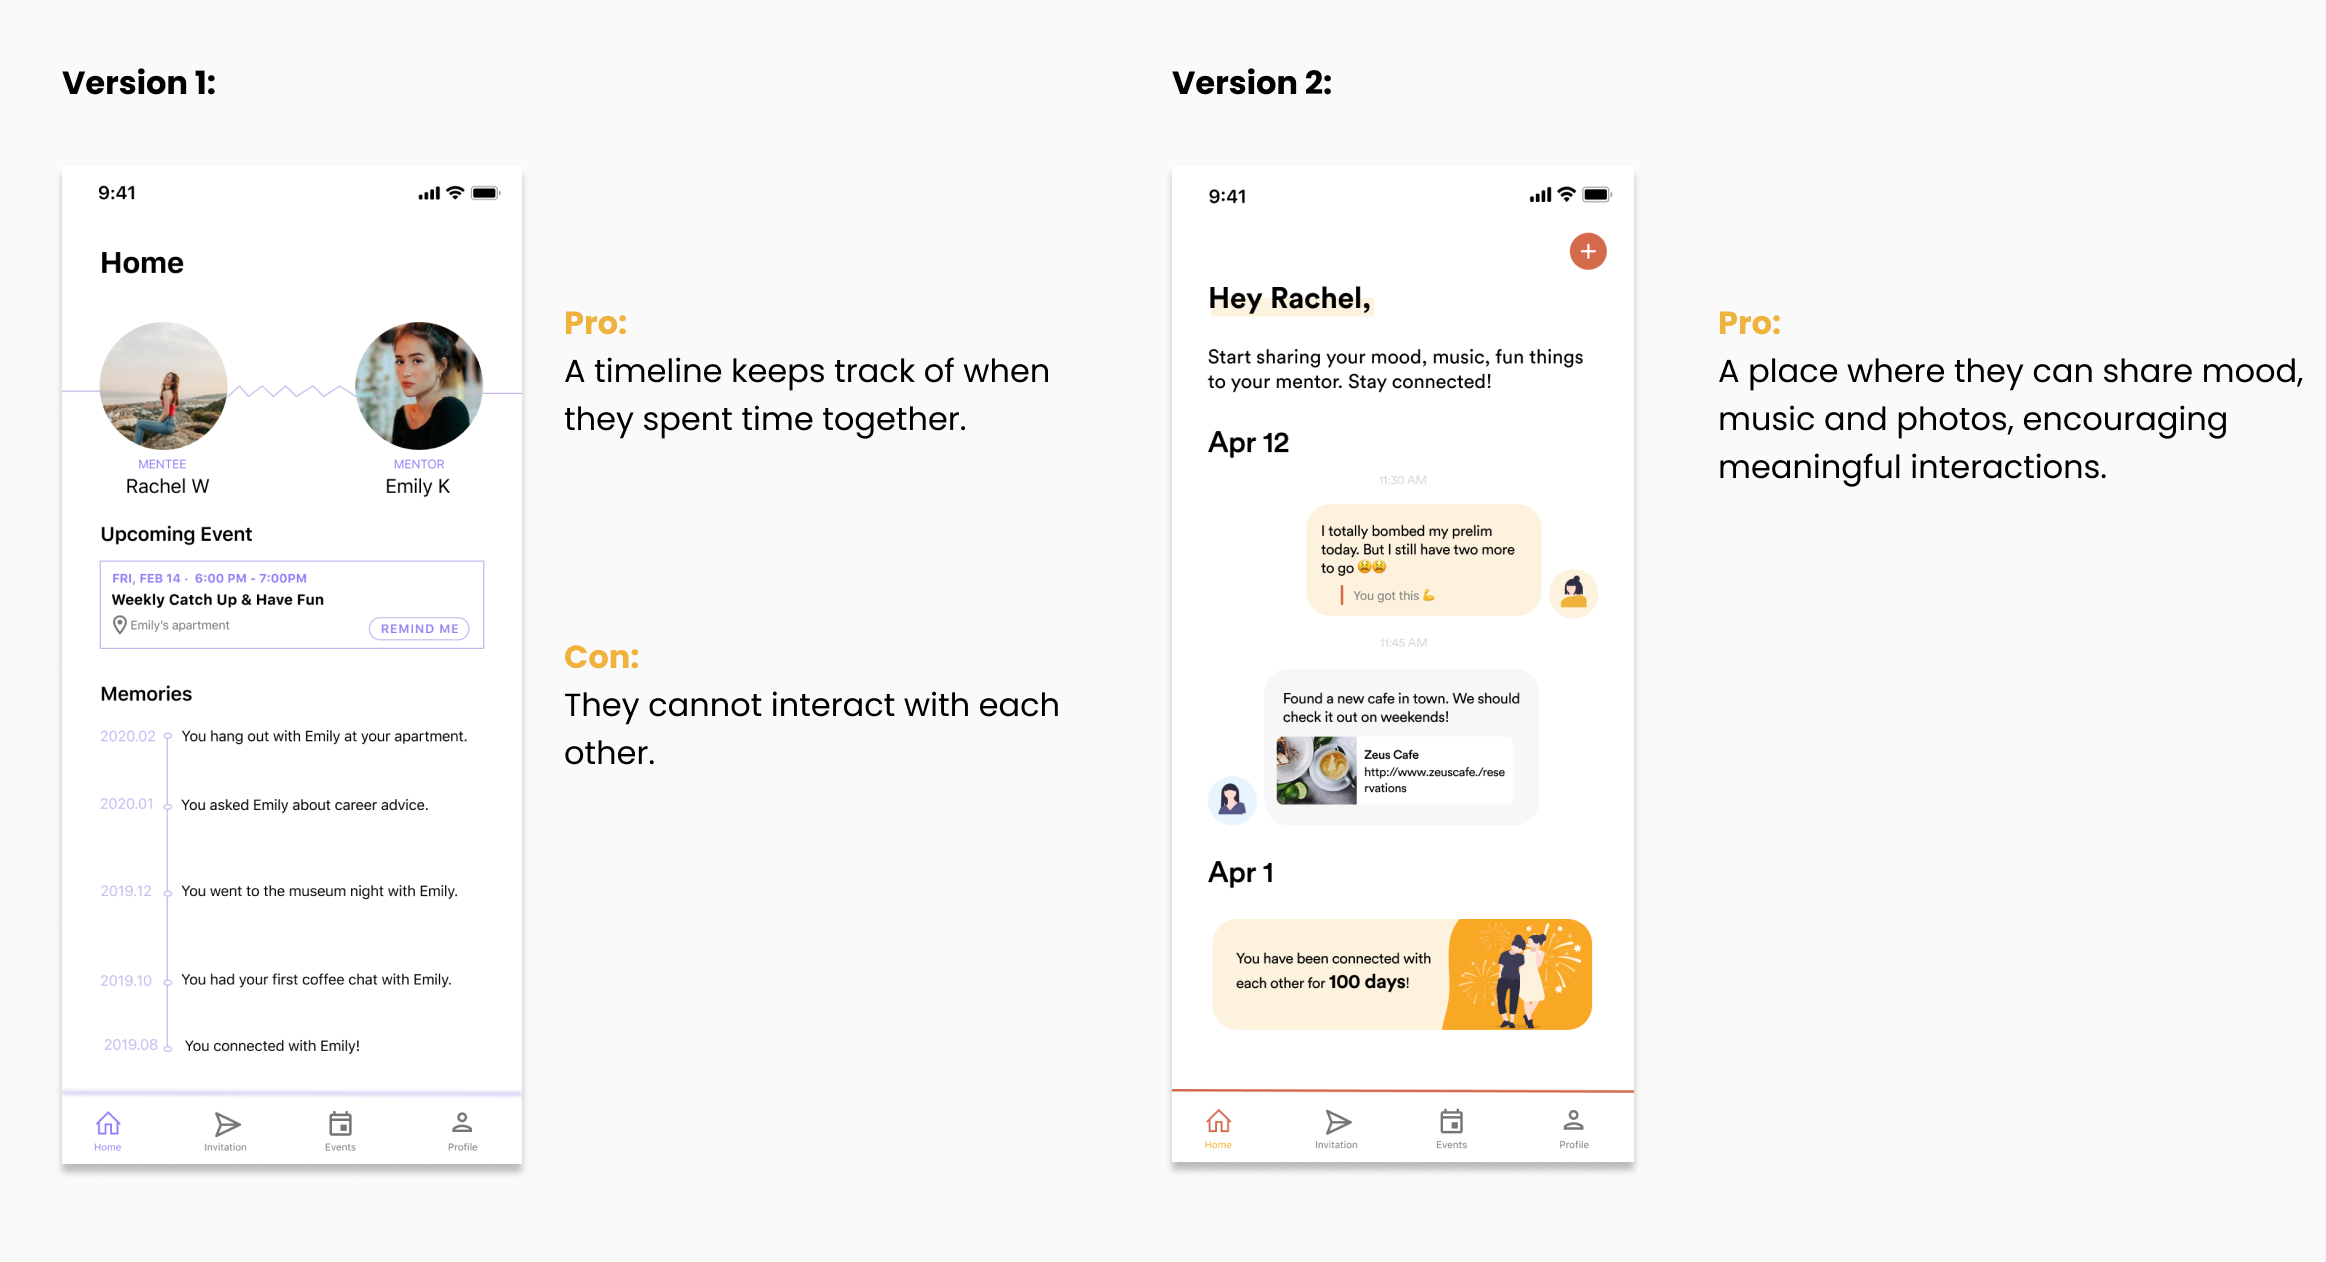 Version 1:
9:41
Home
MENTEE
Rachel W
MENTOR
Emily K
Upcoming Event
FRI, FEB 14 · 6:00 PM - 7:00PM
Weekly Catch Up & Have Fun
Emily's apartment
REMIND ME
Memories
2020.02 You hang out with Emily at your apartment.
2020.01 You asked Emily about career advice.
2019.12 You went to the museum night with Emily.
2019.10 You had your first coffee chat with Emily.
2019.08 You connected with Emily!
Home Invitation Events Profile
Pro:
A timeline keeps track of when
they spent time together.
Con:
They cannot interact with each
other.
Version 2:
9:41
Hey Rachel,
Start sharing your mood, music, fun things
to your mentor. Stay connected!
Apr 12
11:30 AM
I totally bombed my prelim
today. But I still have two more
to go 😫😫
You got this 💪
11:45 AM
Found a new cafe in town. We should
check it out on weekends!
Zeus Cafe
http://www.zeuscafe./rese
rvations
Apr 1
You have been connected with
each other for 100 days!
Home Invitation Events Profile
Pro:
A place where they can share mood,
music and photos, encouraging
meaningful interactions.